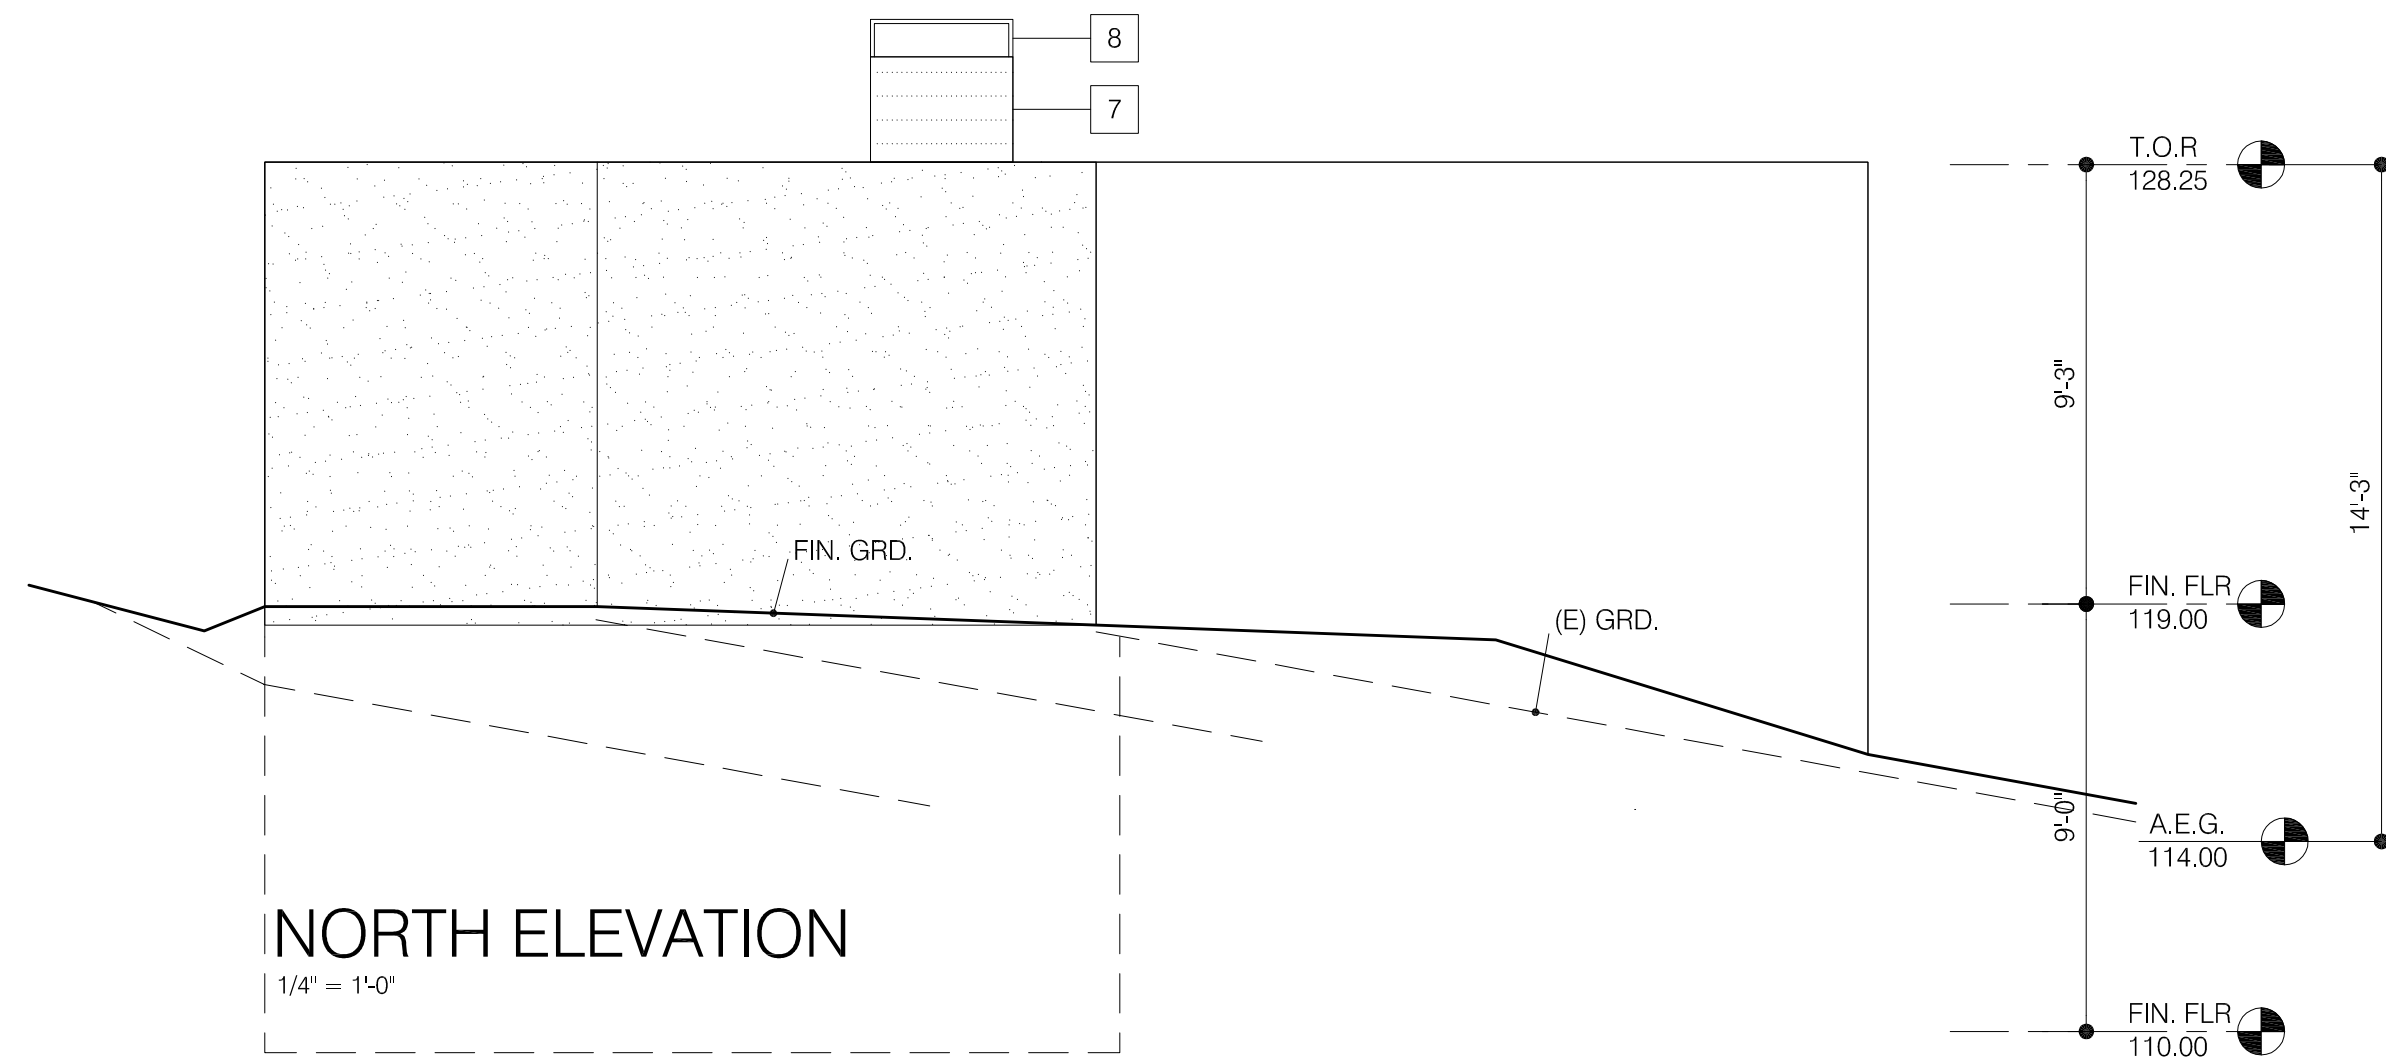 8
7
T.O.R
128.25
9'-3"
14'-3"
FIN. GRD.
FIN. FLR
119.00
(E) GRD.
9'-0"
A.E.G.
114.00
NORTH ELEVATION
1/4" = 1'-0"
FIN. FLR
110.00